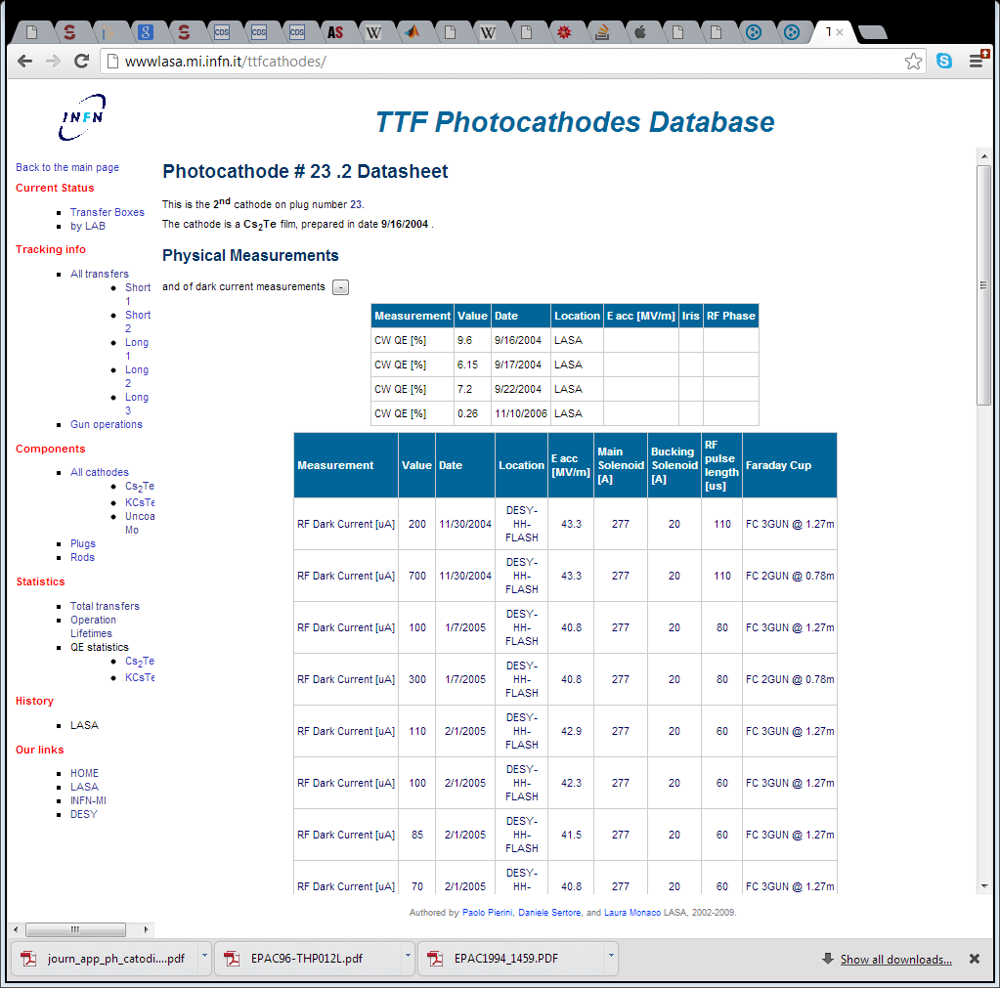 S
8
S
CDS
CDS
CDS
AS
W
W
T
wwwlasa.mi.infn.it/ttfcathodes/
S
INFN
TTF Photocathodes Database
Back to the main page
Current Status
Transfer Boxes
by LAB
Tracking info
All transfers
Short
1
Short
2
Long
1
Long
2
Long
3
Gun operations
Components
All cathodes
Cs2Te
KCsTe
Uncoa
Mo
Plugs
Rods
Statistics
Total transfers
Operation
Lifetimes
QE statistics
Cs2Te
KCsTe
History
LASA
Our links
HOME
LASA
INFN-MI
DESY
Photocathode # 23 .2 Datasheet
This is the 2nd cathode on plug number 23.
The cathode is a Cs2Te film, prepared in date 9/16/2004 .
Physical Measurements
and of dark current measurements -
Measurement Value Date Location E acc [MV/m] Iris RF Phase
CW QE [%] 9.6 9/16/2004 LASA
CW QE [%] 6.15 9/17/2004 LASA
CW QE [%] 7.2 9/22/2004 LASA
CW QE [%] 0.26 11/10/2006 LASA
Measurement Value Date Location E acc [MV/m] Main Solenoid [A] Bucking Solenoid [A] RF pulse length [us] Faraday Cup
RF Dark Current [uA] 200 11/30/2004 DESY-HH-FLASH 43.3 277 20 110 FC 3GUN @ 1.27m
RF Dark Current [uA] 700 11/30/2004 DESY-HH-FLASH 43.3 277 20 110 FC 2GUN @ 0.78m
RF Dark Current [uA] 100 1/7/2005 DESY-HH-FLASH 40.8 277 20 80 FC 3GUN @ 1.27m
RF Dark Current [uA] 300 1/7/2005 DESY-HH-FLASH 40.8 277 20 80 FC 2GUN @ 0.78m
RF Dark Current [uA] 110 2/1/2005 DESY-HH-FLASH 42.9 277 20 60 FC 3GUN @ 1.27m
RF Dark Current [uA] 100 2/1/2005 DESY-HH-FLASH 42.3 277 20 60 FC 3GUN @ 1.27m
RF Dark Current [uA] 85 2/1/2005 DESY-HH-FLASH 41.5 277 20 60 FC 3GUN @ 1.27m
RF Dark Current [uA] 70 2/1/2005 DESY-HH- 40.8 277 20 60 FC 3GUN @ 1.27m
Authored by Paolo Pierini, Daniele Sertore, and Laura Monaco LASA, 2002-2009.
journ_app_ph_catodi....pdf
EPAC96-THP012L.pdf
EPAC1994_1459.PDF
Show all downloads...